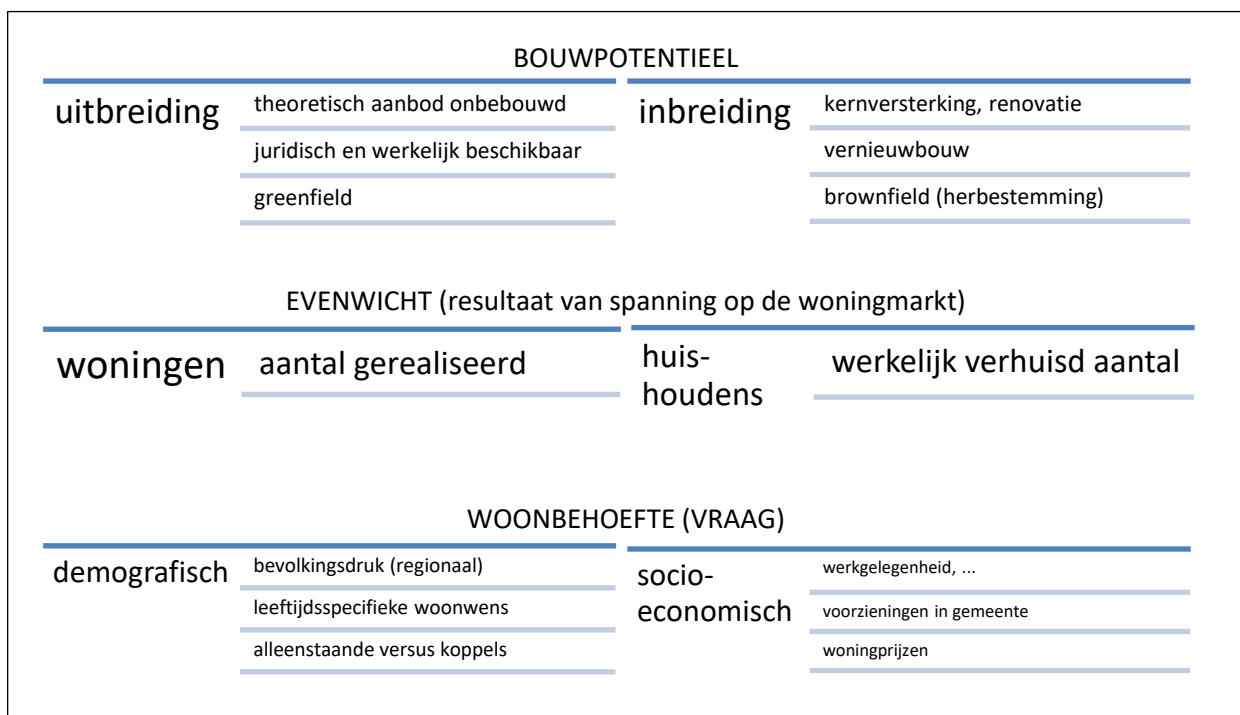 BOUWPOTENTIEEL
uitbreiding
theoretisch aanbod onbebouwd
juridisch en werkelijk beschikbaar
greenfield
inbreiding
kernversterking, renovatie
vernieuwbouw
brownfield (herbestemming)
EVENWICHT (resultaat van spanning op de woningmarkt)
woningen
aantal gerealiseerd
huis-
houdens
werkelijk verhuisd aantal
WOONBEHOEFTE (VRAAG)
demografisch
bevolkingsdruk (regionaal)
leeftijdsspecifieke woonwens
alleenstaande versus koppels
socio-
economisch
werkgelegenheid, ...
voorzieningen in gemeente
woningprijzen